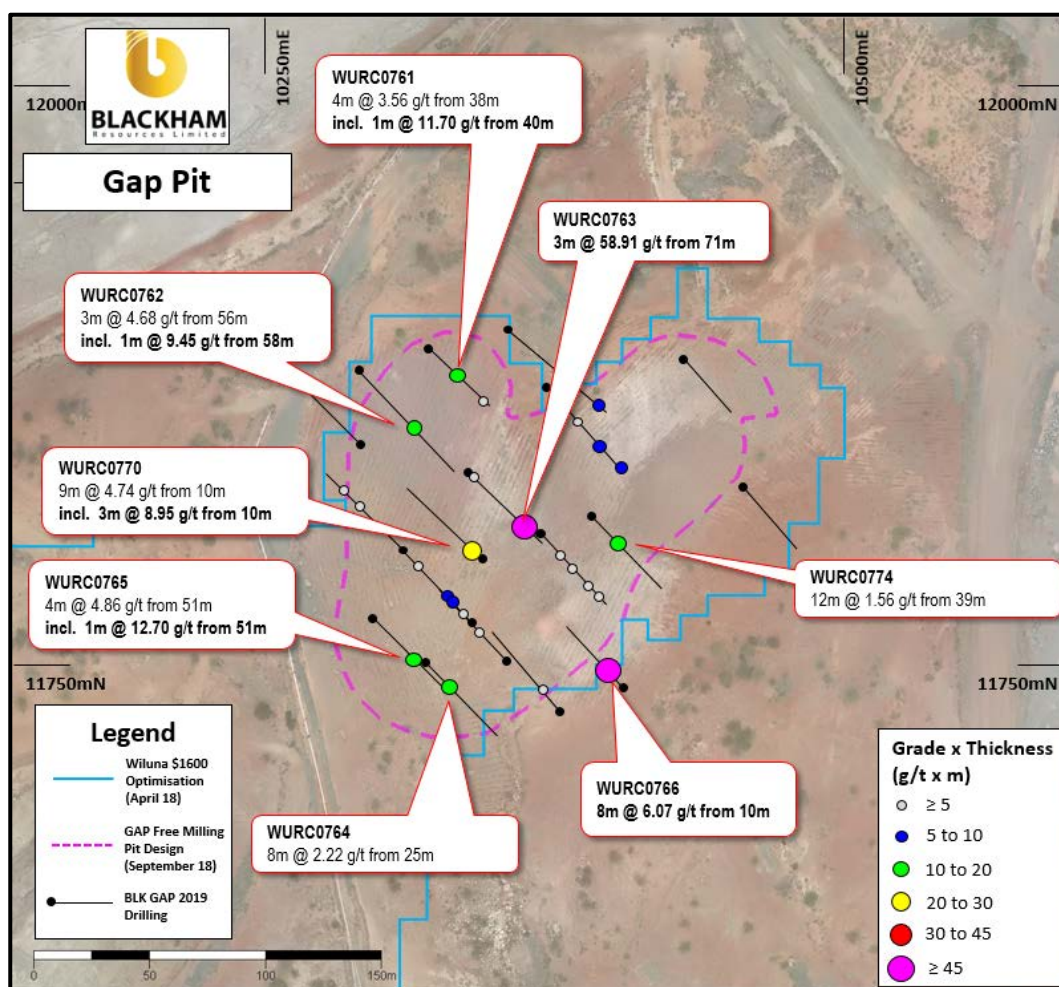 BLACKHAM
Resources Limited
Gap Pit
10250mE
10500mE
12000mN
12000mN
WURC0761
4m @ 3.56 g/t from 38m
incl. 1m @ 11.70 g/t from 40m
WURC0763
3m @ 58.91 g/t from 71m
WURC0762
3m @ 4.68 g/t from 56m
incl. 1m @ 9.45 g/t from 58m
WURC0770
9m @ 4.74 g/t from 10m
incl. 3m @ 8.95 g/t from 10m
WURC0765
4m @ 4.86 g/t from 51m
incl. 1m @ 12.70 g/t from 51m
WURC0774
12m @ 1.56 g/t from 39m
11750mN
11750mN
WURC0766
8m @ 6.07 g/t from 10m
WURC0764
8m @ 2.22 g/t from 25m
Legend
Wiluna $1600
Optimisation
(April 18)
GAP Free Milling
Pit Design
(September 18)
BLK GAP 2019
Drilling
0 50 100 150m
Grade x Thickness
(g/t x m)
≥ 5
5 to 10
10 to 20
20 to 30
30 to 45
≥ 45